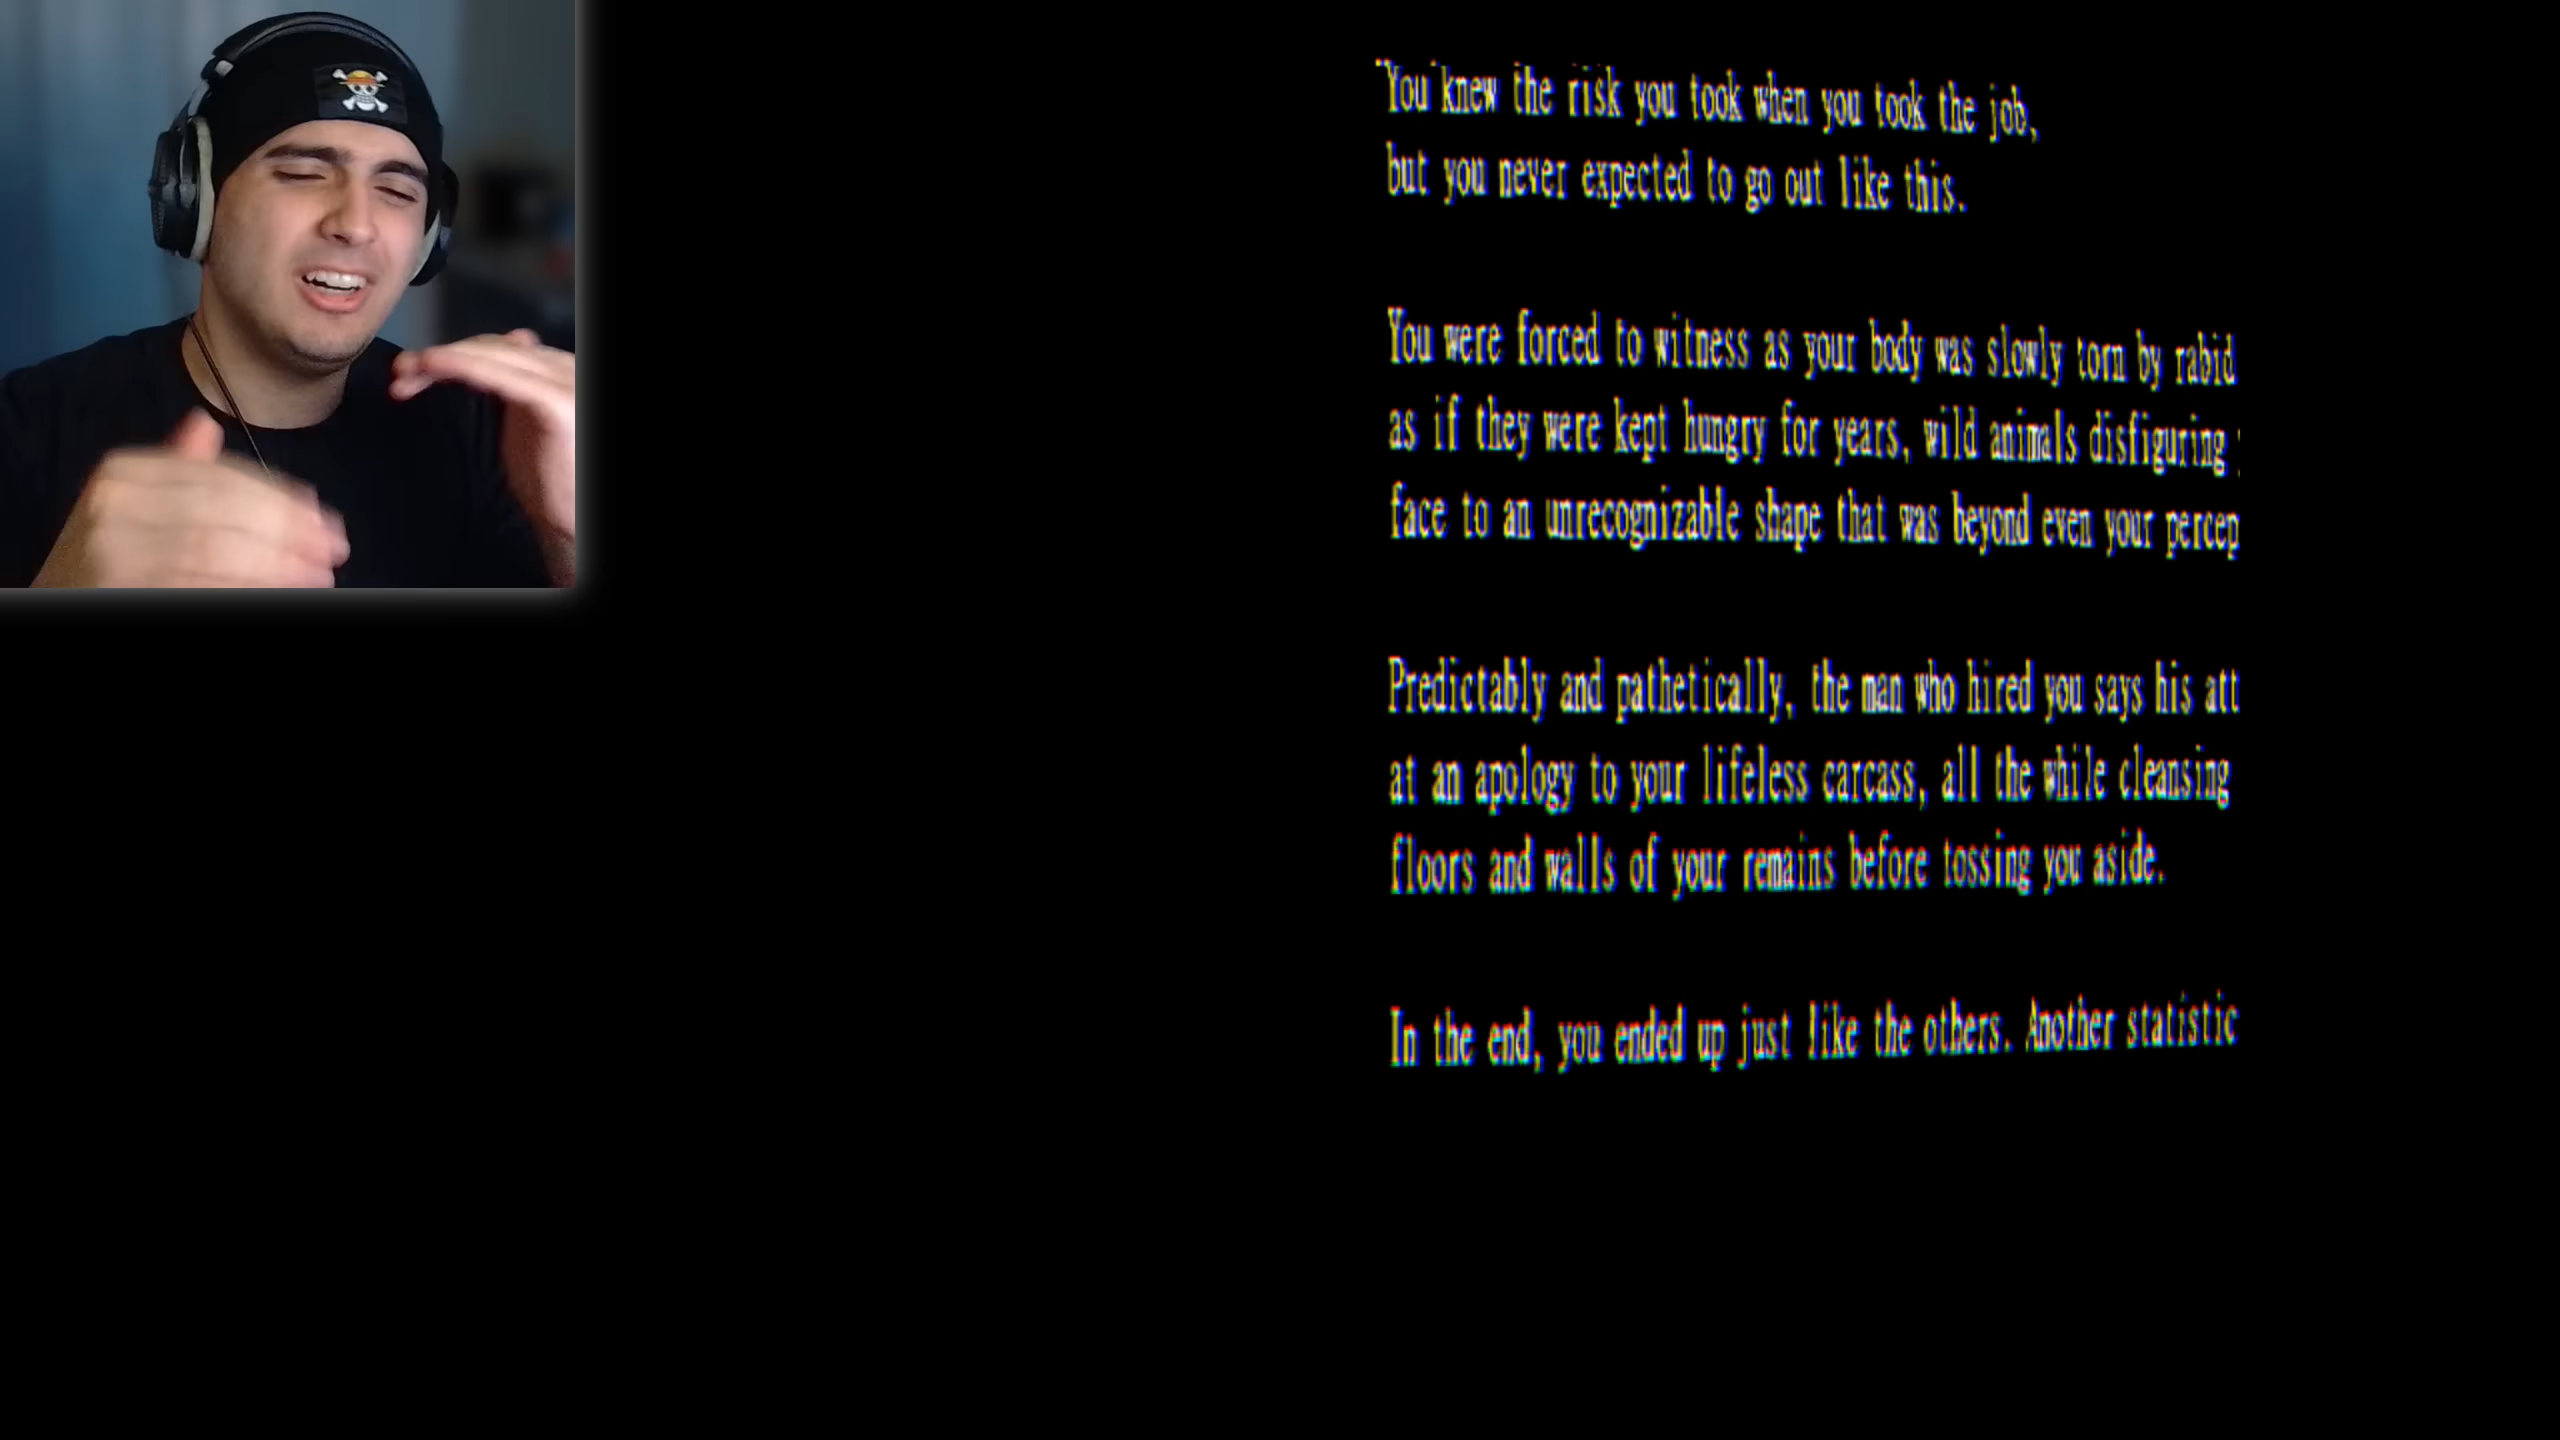 You knew the risk you took when you took the job,
but you never expected to go out like this.
You were forced to witness as your body was slowly torn by rabid
as if they were kept hungry for years, wild animals disfiguring
face to an unrecognizable shape that was beyond even your percep
Predictably and pathetically, the man who hired you says his att
at an apology to your lifeless carcass, all the while cleansing
floors and walls of your remains before tossing you aside.
In the end, you ended up just like the others. Another statistic